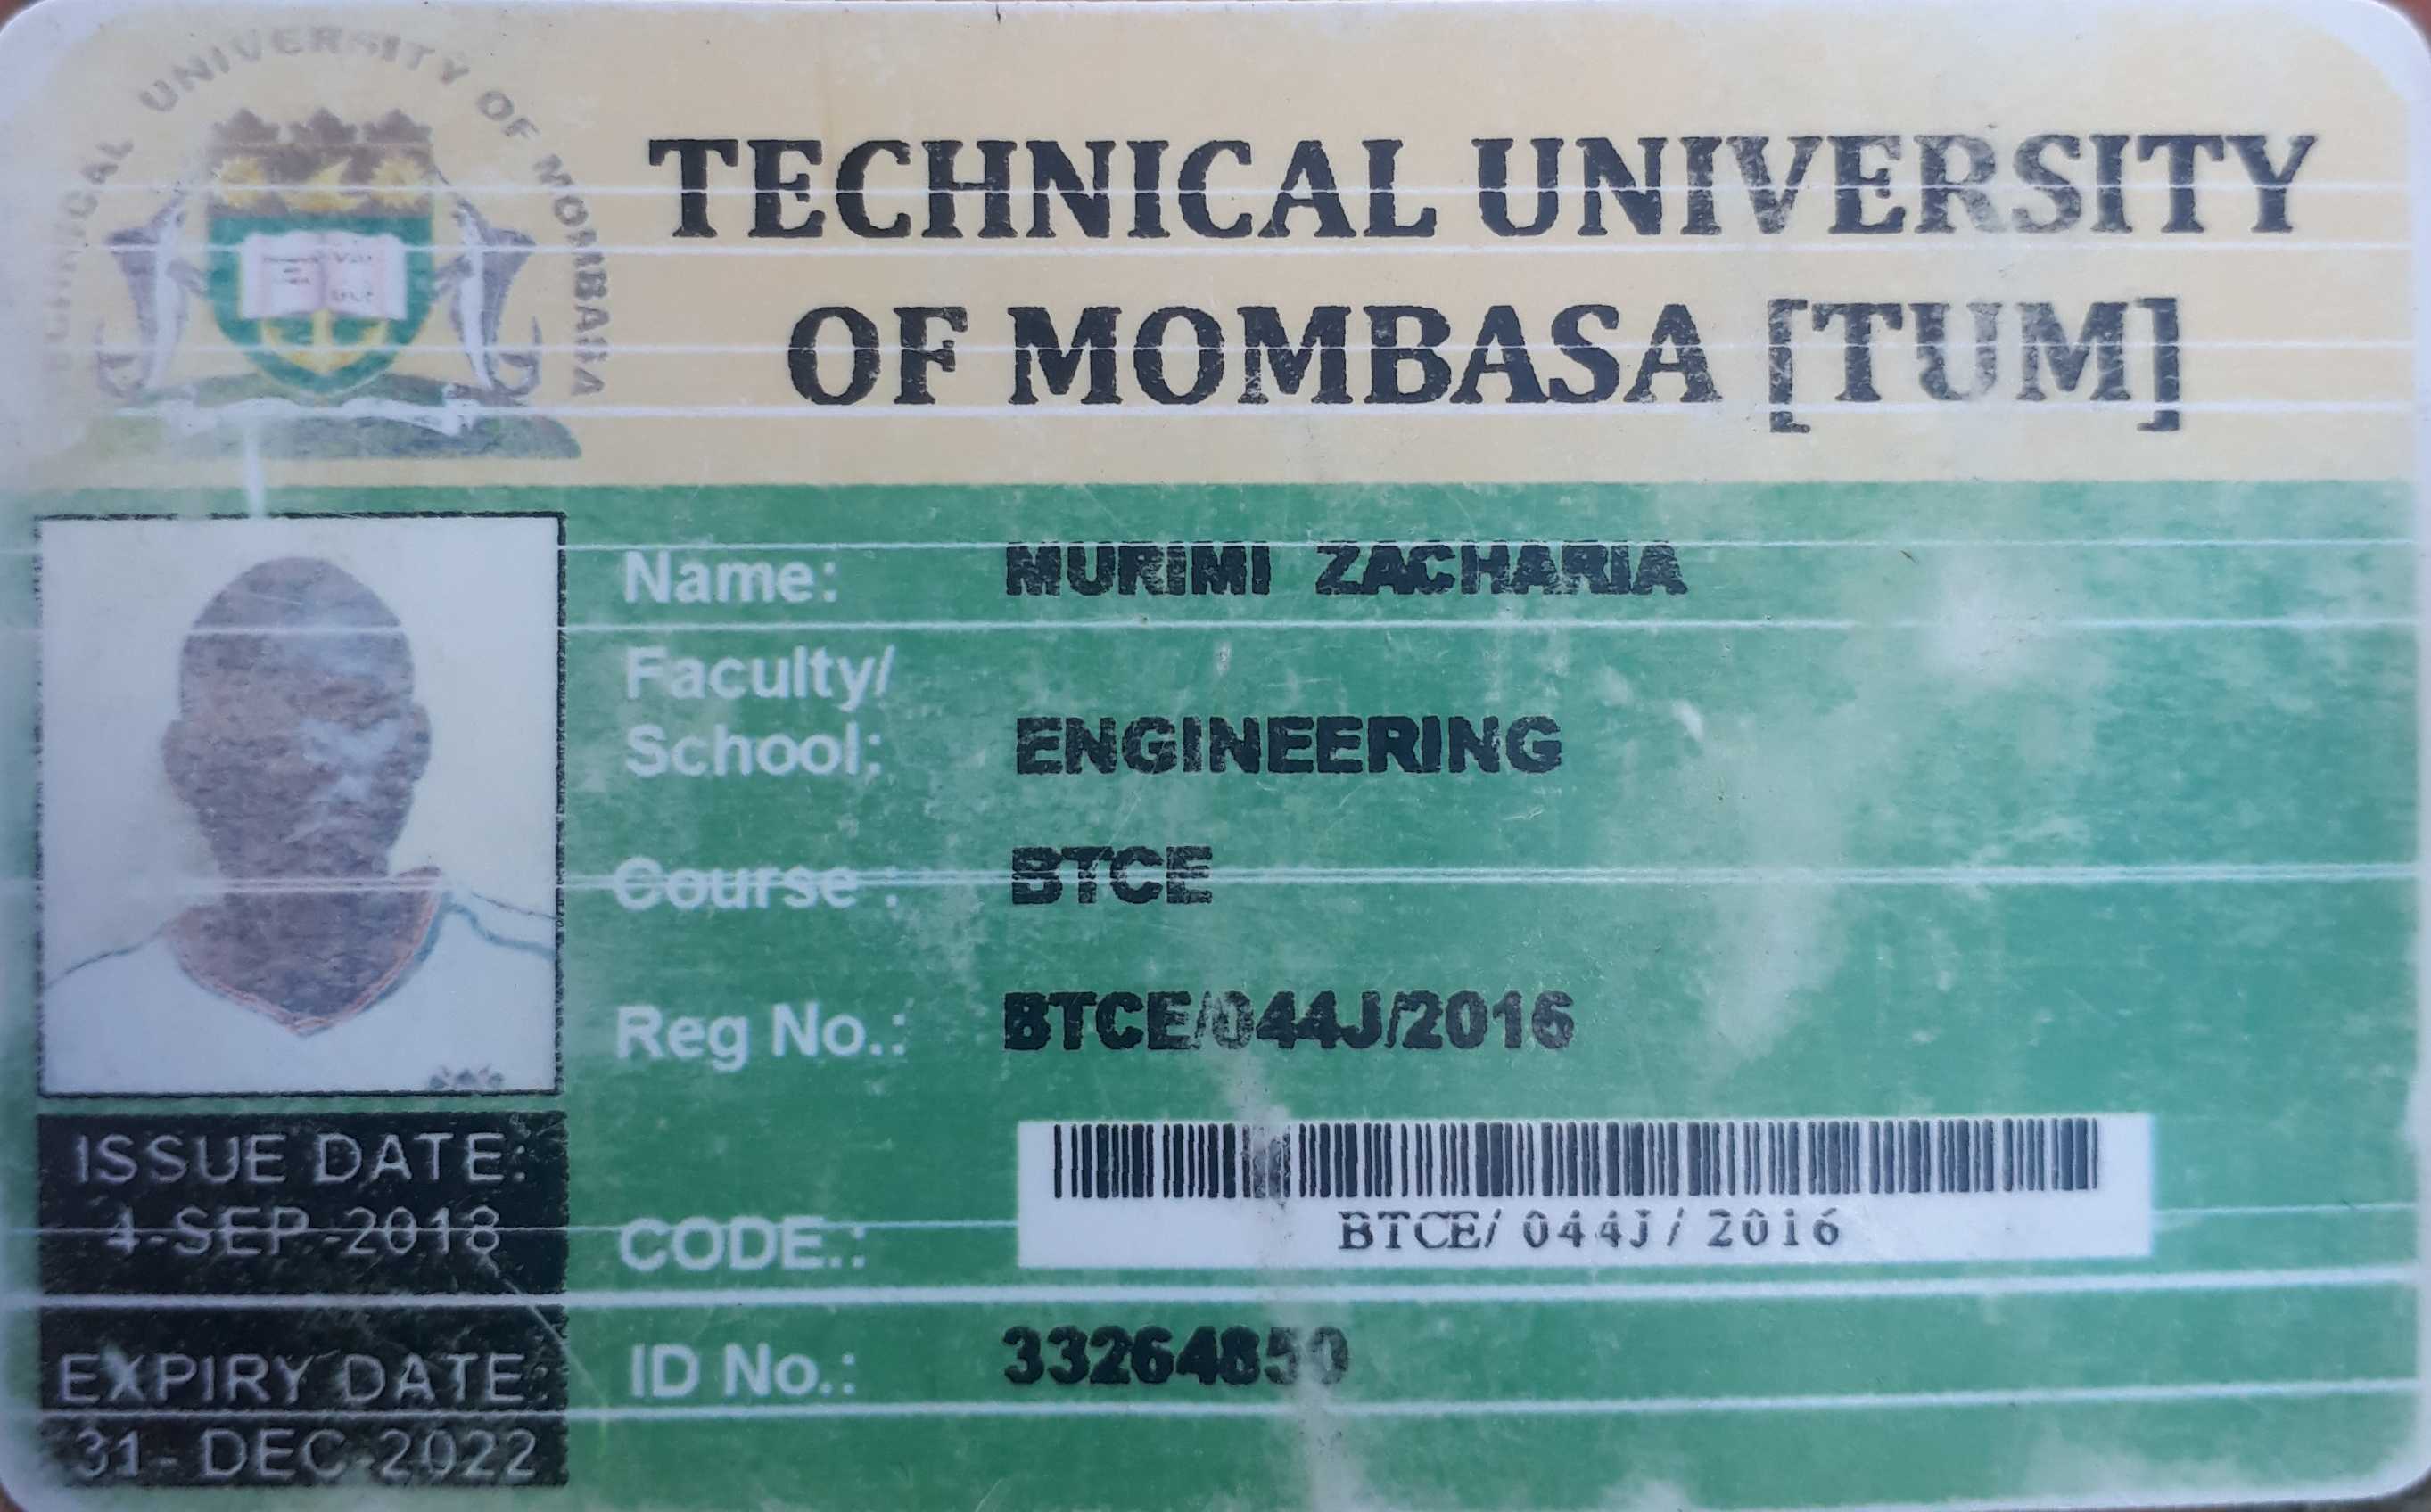 TECHNICAL UNIVERSITY OF MOMBASA
TECHNICAL UNIVERSITY
OF MOMBASA [TUM]
Name: MURIMI ZACHARIA
Faculty/
School: ENGINEERING
Course : BTCE
Reg No.: BTCE/044J/2016
ISSUE DATE:
4-SEP-2018
CODE.: BTCE/ 044J / 2016
EXPIRY DATE:
31- DEC-2022
ID No.: 33264850